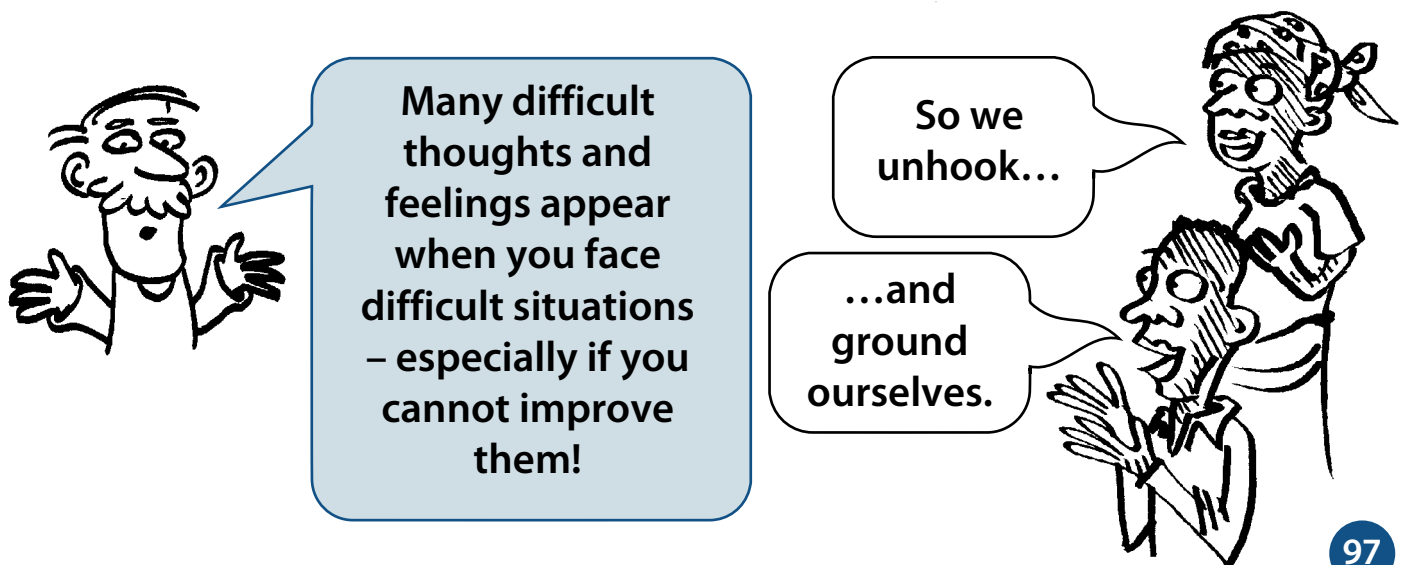 Many difficult
thoughts and
feelings appear
when you face
difficult situations
– especially if you
cannot improve
them!
So we
unhook…
…and
ground
ourselves.
97